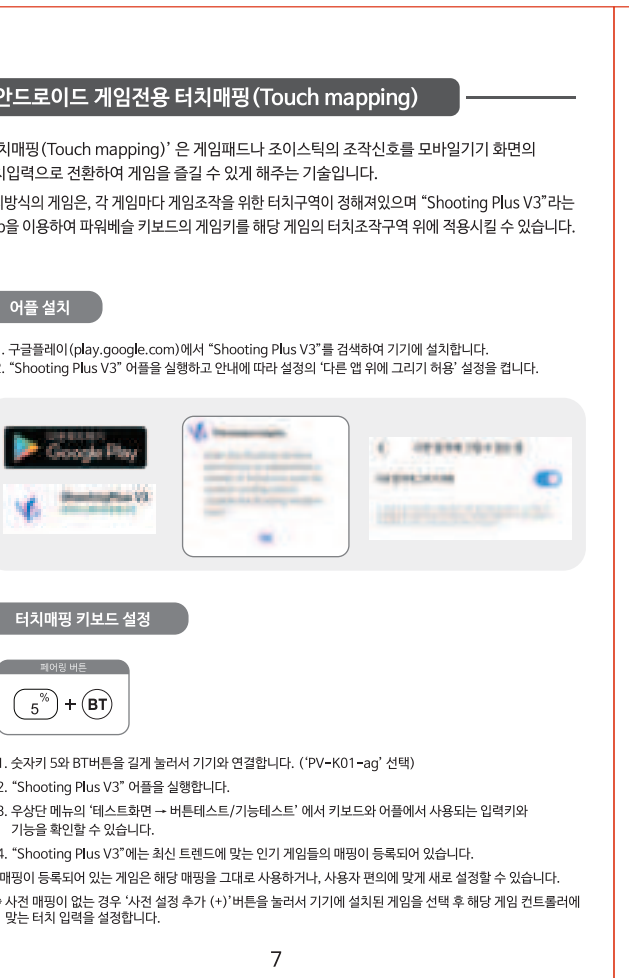 안드로이드 게임전용 터치매핑(Touch mapping)
치매핑(Touch mapping)’ 은 게임패드나 조이스틱의 조작신호를 모바일기기 화면의
치입력으로 전환하여 게임을 즐길 수 있게 해주는 기술입니다.
방식의 게임은, 각 게임마다 게임조작을 위한 터치구역이 정해져있으며 “Shooting Plus V3”라는
을 이용하여 파워베슬 키보드의 게임키를 해당 게임의 터치조작구역 위에 적용시킬 수 있습니다.
어플 설치
. 구글플레이(play.google.com)에서 “Shooting Plus V3”를 검색하여 기기에 설치합니다.
2. “Shooting Plus V3” 어플을 실행하고 안내에 따라 설정의 ‘다른 앱 위에 그리기 허용’ 설정을 켭니다.
Google Play
ShootingPlus V3
터치매핑 키보드 설정
페어링 버튼
% 5 + BT
1. 숫자키 5와 BT버튼을 길게 눌러서 기기와 연결합니다. (‘PV-K01-ag’ 선택)
2. “Shooting Plus V3” 어플을 실행합니다.
3. 우상단 메뉴의 ‘테스트화면 → 버튼테스트/기능테스트’ 에서 키보드와 어플에서 사용되는 입력키와
기능을 확인할 수 있습니다.
4. “Shooting Plus V3”에는 최신 트렌드에 맞는 인기 게임들의 매핑이 등록되어 있습니다.
매핑이 등록되어 있는 게임은 해당 매핑을 그대로 사용하거나, 사용자 편의에 맞게 새로 설정할 수 있습니다.
사전 매핑이 없는 경우 ‘사전 설정 추가 (+)’버튼을 눌러서 기기에 설치된 게임을 선택 후 해당 게임 컨트롤러에
맞는 터치 입력을 설정합니다.
7